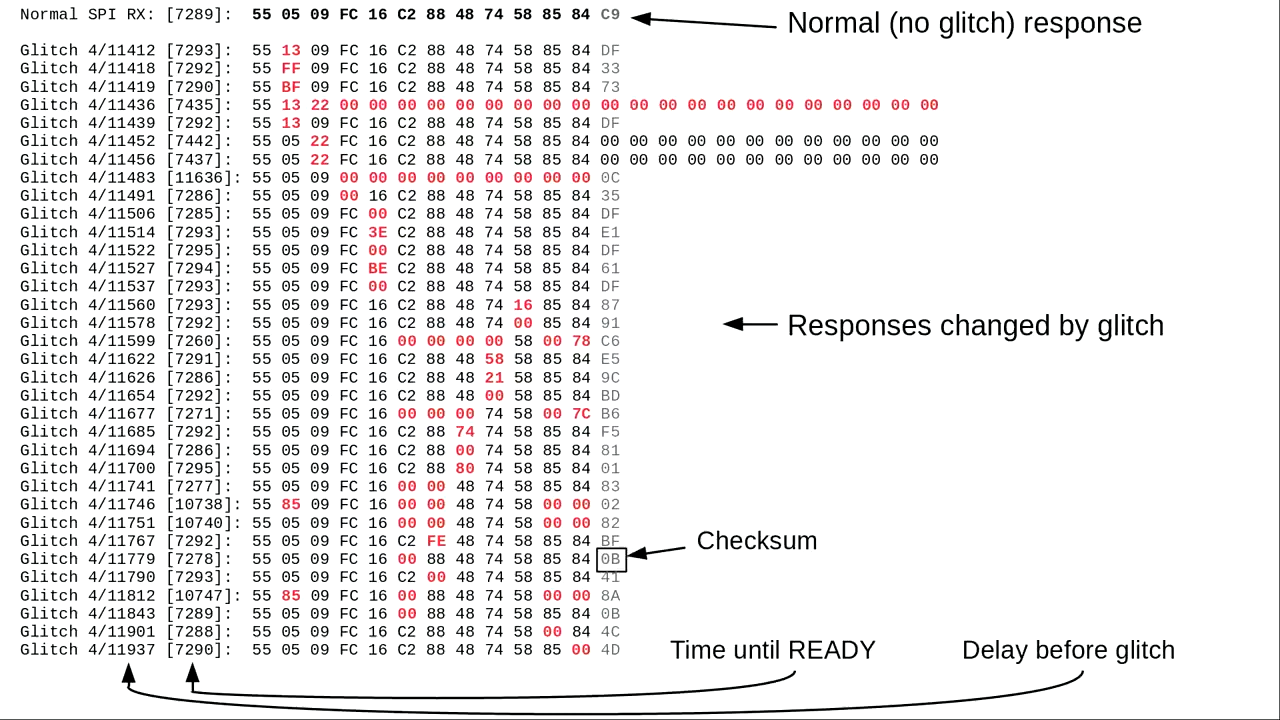 Normal SPI RX: [7289]: 55 05 09 FC 16 C2 88 48 74 58 85 84 C9
Normal (no glitch) response
Glitch 4/11412 [7293]: 55 13 09 FC 16 C2 88 48 74 58 85 84 DF
Glitch 4/11418 [7292]: 55 FF 09 FC 16 C2 88 48 74 58 85 84 33
Glitch 4/11419 [7290]: 55 BF 09 FC 16 C2 88 48 74 58 85 84 73
Glitch 4/11436 [7435]: 55 13 22 00 00 00 00 00 00 00 00 00 00 00 00 00 00 00 00 00 00 00 00 00
Glitch 4/11439 [7292]: 55 13 09 FC 16 C2 88 48 74 58 85 84 DF
Glitch 4/11452 [7442]: 55 05 22 FC 16 C2 88 48 74 58 85 84 00 00 00 00 00 00 00 00 00 00 00 00
Glitch 4/11456 [7437]: 55 05 22 FC 16 C2 88 48 74 58 85 84 00 00 00 00 00 00 00 00 00 00 00 00
Glitch 4/11483 [11636]: 55 05 09 00 00 00 00 00 00 00 00 00 0C
Glitch 4/11491 [7286]: 55 05 09 00 16 C2 88 48 74 58 85 84 35
Glitch 4/11506 [7285]: 55 05 09 FC 00 C2 88 48 74 58 85 84 DF
Glitch 4/11514 [7293]: 55 05 09 FC 3E C2 88 48 74 58 85 84 E1
Glitch 4/11522 [7295]: 55 05 09 FC 00 C2 88 48 74 58 85 84 DF
Glitch 4/11527 [7294]: 55 05 09 FC BE C2 88 48 74 58 85 84 61
Glitch 4/11537 [7293]: 55 05 09 FC 00 C2 88 48 74 58 85 84 DF
Glitch 4/11560 [7293]: 55 05 09 FC 16 C2 88 48 74 16 85 84 87
Glitch 4/11578 [7292]: 55 05 09 FC 16 C2 88 48 74 00 85 84 91
Responses changed by glitch
Glitch 4/11599 [7260]: 55 05 09 FC 16 00 00 00 00 58 00 78 C6
Glitch 4/11622 [7291]: 55 05 09 FC 16 C2 88 48 58 58 85 84 E5
Glitch 4/11626 [7286]: 55 05 09 FC 16 C2 88 48 21 58 85 84 9C
Glitch 4/11654 [7292]: 55 05 09 FC 16 C2 88 48 00 58 85 84 BD
Glitch 4/11677 [7271]: 55 05 09 FC 16 00 00 00 74 58 00 7C B6
Glitch 4/11685 [7292]: 55 05 09 FC 16 C2 88 74 74 58 85 84 F5
Glitch 4/11694 [7286]: 55 05 09 FC 16 C2 88 00 74 58 85 84 81
Glitch 4/11700 [7295]: 55 05 09 FC 16 C2 88 80 74 58 85 84 01
Glitch 4/11741 [7277]: 55 05 09 FC 16 00 00 48 74 58 85 84 83
Glitch 4/11746 [10738]: 55 85 09 FC 16 00 00 48 74 58 00 00 02
Glitch 4/11751 [10740]: 55 05 09 FC 16 00 00 48 74 58 00 00 82
Glitch 4/11767 [7292]: 55 05 09 FC 16 C2 FE 48 74 58 85 84 BF
Checksum
Glitch 4/11779 [7278]: 55 05 09 FC 16 00 88 48 74 58 85 84 0B
Glitch 4/11790 [7293]: 55 05 09 FC 16 C2 00 48 74 58 85 84 41
Glitch 4/11812 [10747]: 55 85 09 FC 16 00 88 48 74 58 00 00 8A
Glitch 4/11843 [7289]: 55 05 09 FC 16 00 88 48 74 58 85 84 0B
Glitch 4/11901 [7288]: 55 05 09 FC 16 C2 88 48 74 58 00 84 4C
Glitch 4/11937 [7290]: 55 05 09 FC 16 C2 88 48 74 58 85 00 4D
Time until READY
Delay before glitch